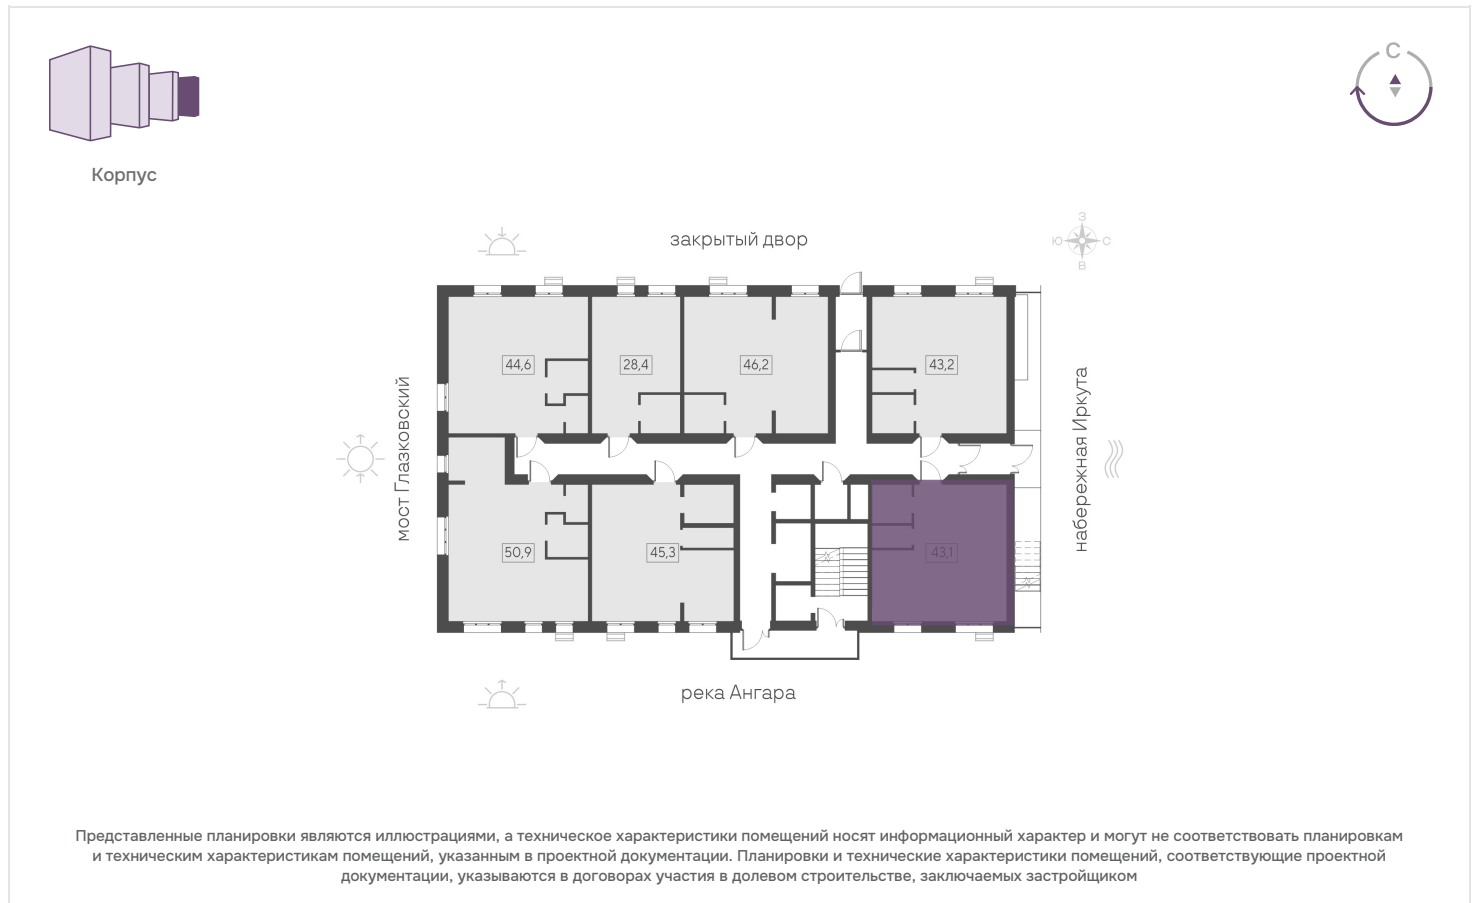 С
Корпус
закрытый двор
З
Ю С
В
44,6
28,4
46,2
43,2
мост Глазковский
набережная Иркута
50,9
45,3
43,1
река Ангара
Представленные планировки являются иллюстрациями, а техническое характеристики помещений носят информационный характер и могут не соответствовать планировкам
и техническим характеристикам помещений, указанным в проектной документации. Планировки и технические характеристики помещений, соответствующие проектной
документации, указываются в договорах участия в долевом строительстве, заключаемых застройщиком